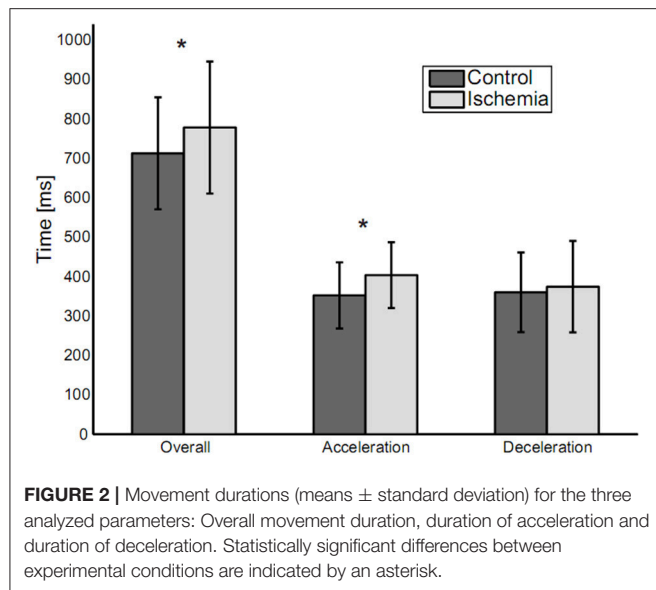 1000
900
800
700
600
500
400
300
200
100
0
Time [ms]
*
*
Control
Ischemia
Overall Acceleration Deceleration
FIGURE 2 | Movement durations (means ± standard deviation) for the three
analyzed parameters: Overall movement duration, duration of acceleration and
duration of deceleration. Statistically significant differences between
experimental conditions are indicated by an asterisk.